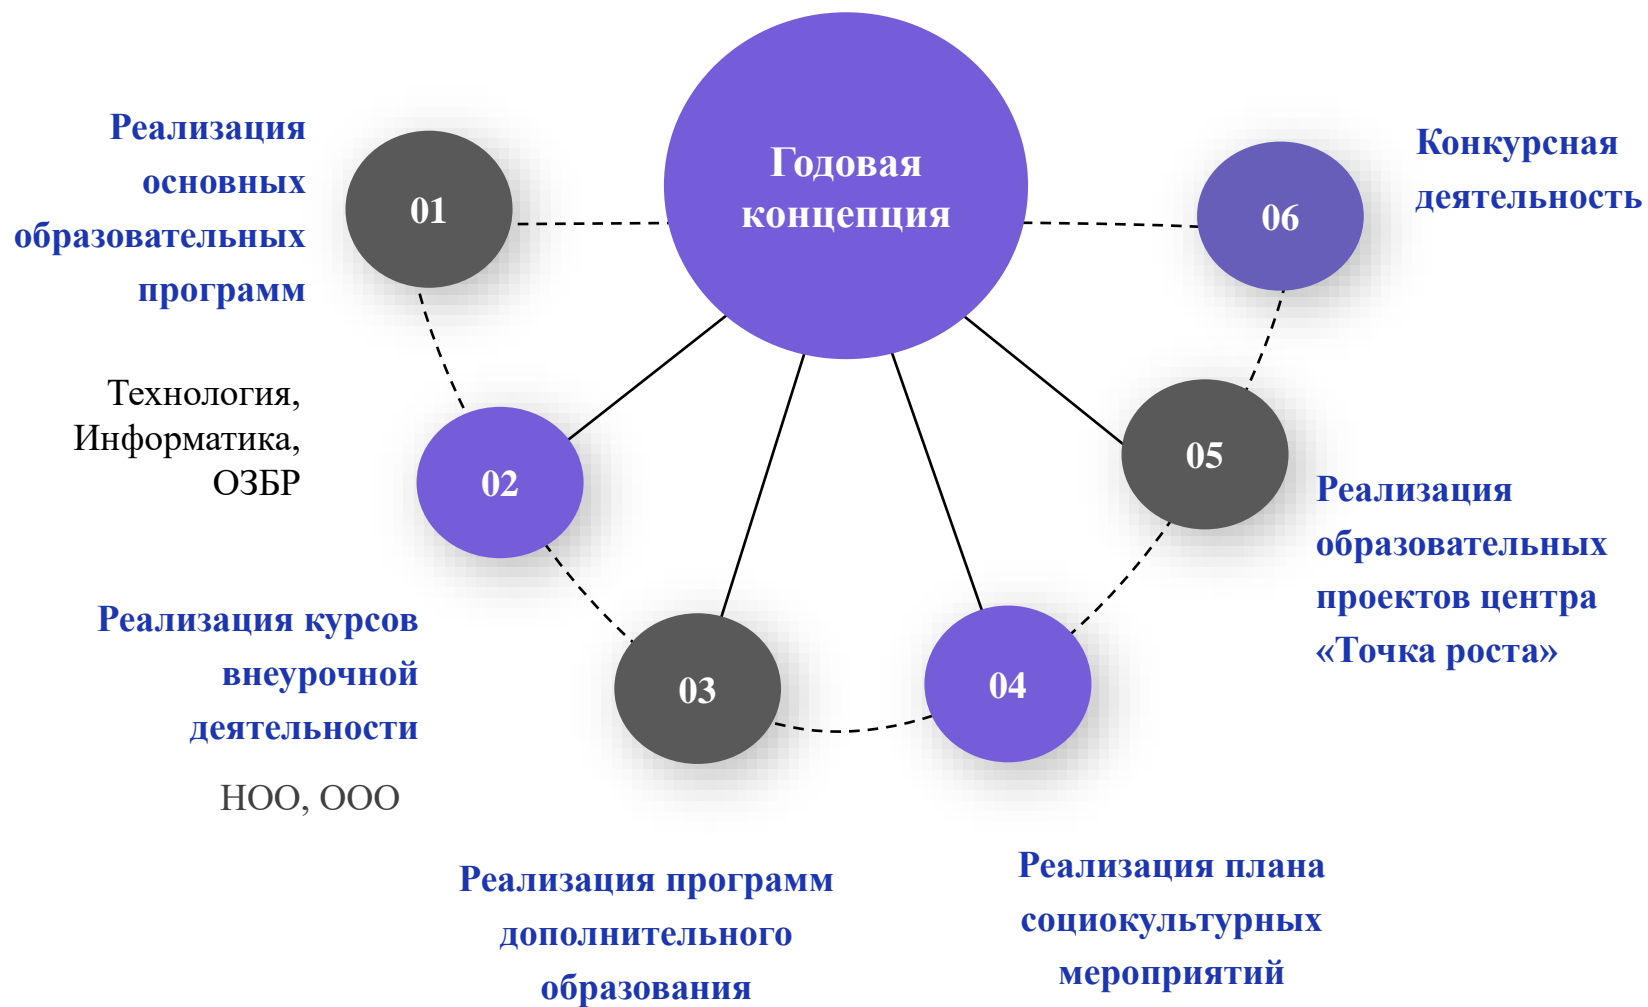 Годовая
концепция
01
Реализация
основных
образовательных
программ
Технология,
Информатика,
ОЗБР
02
Реализация курсов
внеурочной
деятельности
НОО, ООО
03
Реализация программ
дополнительного
образования
04
Реализация плана
социокультурных
мероприятий
05
Реализация
образовательных
проектов центра
«Точка роста»
06
Конкурсная
деятельность